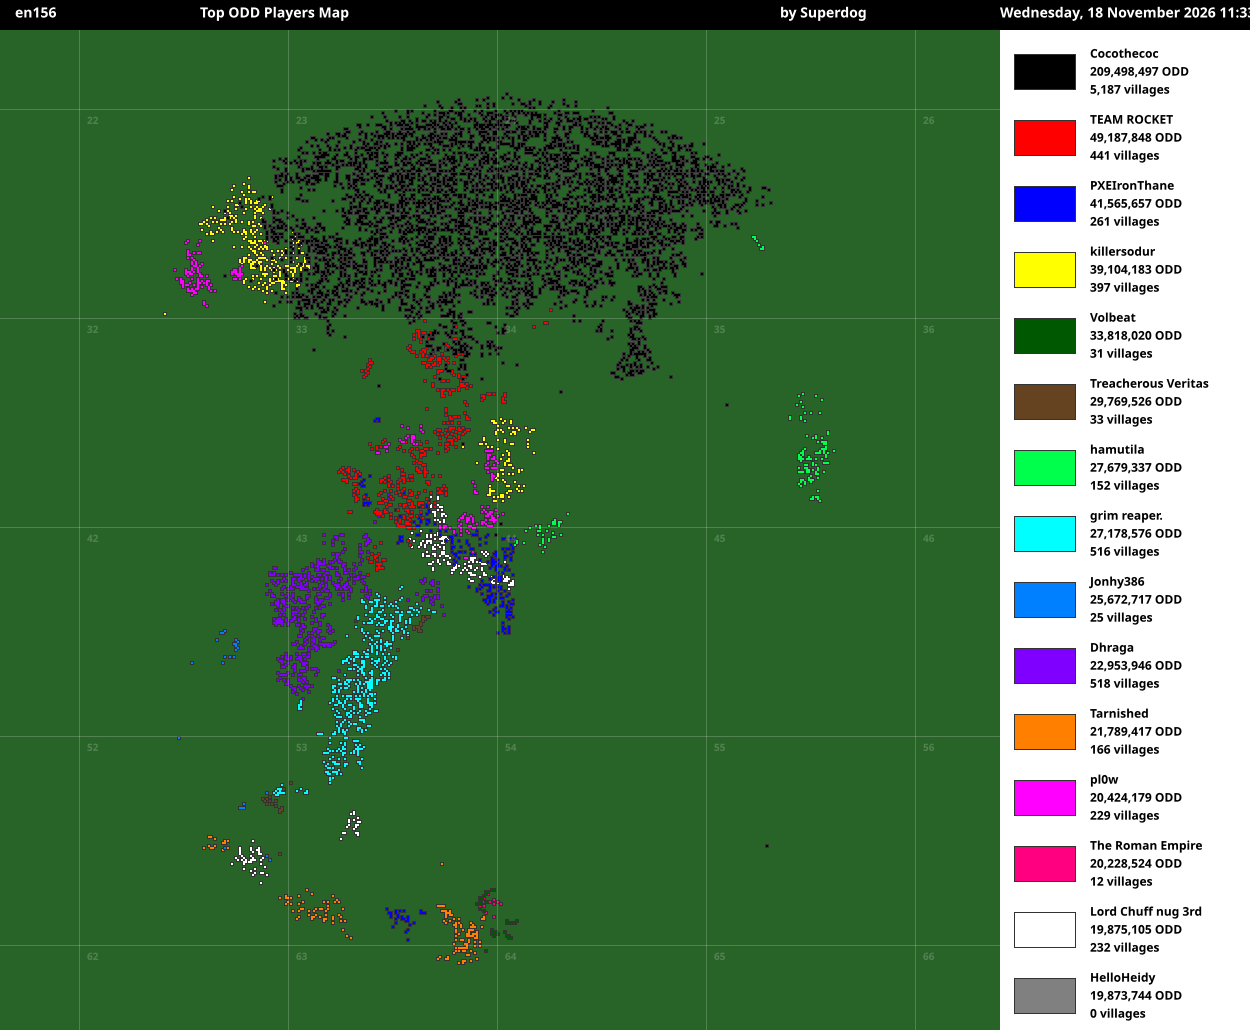 en156 Top ODD Players Map by Superdog Wednesday, 18 November 2026 11:33
Cocothecoc
209,498,497 ODD
5,187 villages
TEAM ROCKET
49,187,848 ODD
441 villages
PXEIronThane
41,565,657 ODD
261 villages
killersodur
39,104,183 ODD
397 villages
Volbeat
33,818,020 ODD
31 villages
Treacherous Veritas
29,769,526 ODD
33 villages
hamutila
27,679,337 ODD
152 villages
grim reaper.
27,178,576 ODD
516 villages
Jonhy386
25,672,717 ODD
25 villages
Dhraga
22,953,946 ODD
518 villages
Tarnished
21,789,417 ODD
166 villages
pl0w
20,424,179 ODD
229 villages
The Roman Empire
20,228,524 ODD
12 villages
Lord Chuff nug 3rd
19,875,105 ODD
232 villages
HelloHeidy
19,873,744 ODD
0 villages
22 23 25 26
32 33 34 35 36
42 43 45 46
52 53 54 55 56
62 63 64 65 66